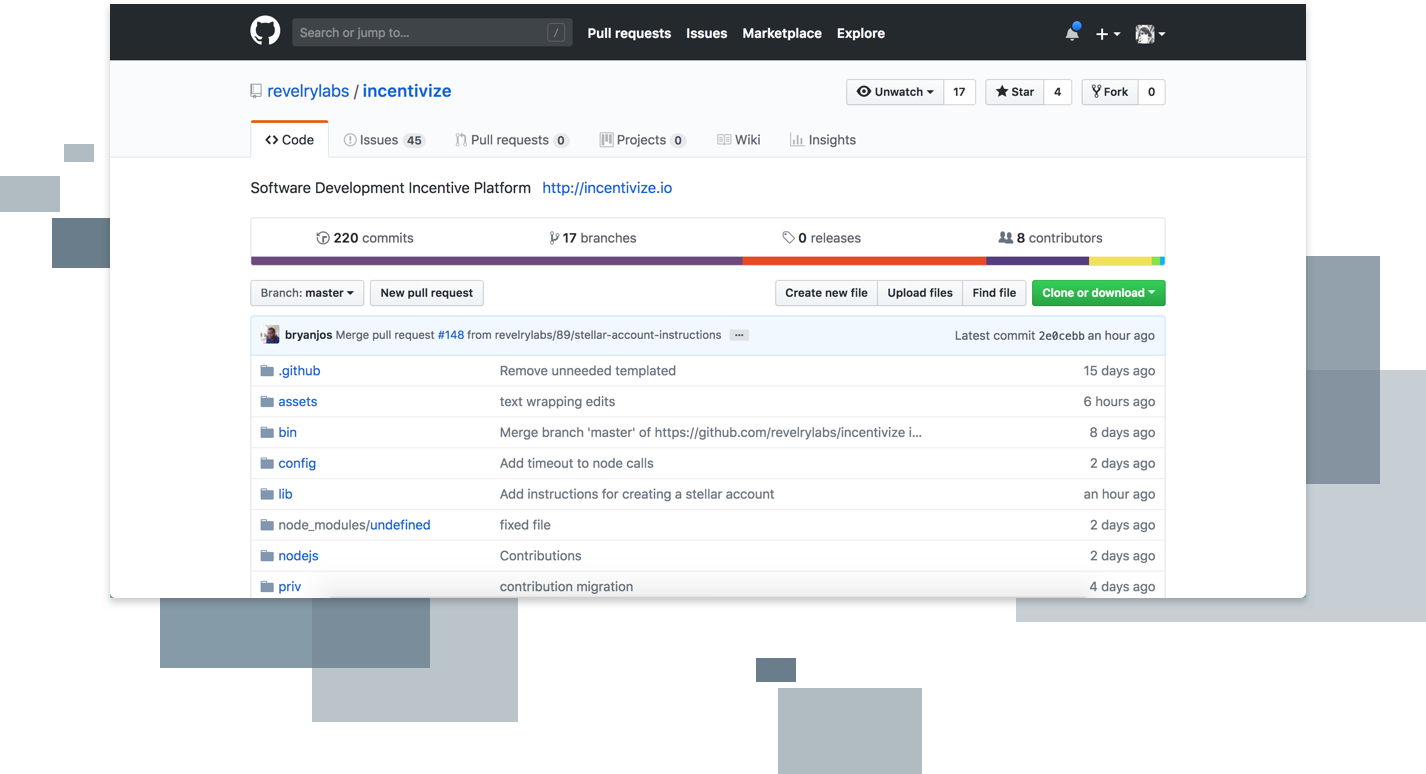 Search or jump to... / Pull requests Issues Marketplace Explore
revelrylabs / incentivize Unwatch 17 Star 4 Fork 0
Code Issues 45 Pull requests 0 Projects 0 Wiki Insights
Software Development Incentive Platform http://incentivize.io
220 commits 17 branches 0 releases 8 contributors
Branch: master New pull request Create new file Upload files Find file Clone or download
bryanjos Merge pull request #148 from revelrylabs/89/stellar-account-instructions ... Latest commit 2e0cebb an hour ago
.github Remove unneeded templated 15 days ago
assets text wrapping edits 6 hours ago
bin Merge branch 'master' of https://github.com/revelrylabs/incentivize i... 8 days ago
config Add timeout to node calls 2 days ago
lib Add instructions for creating a stellar account an hour ago
node_modules/undefined fixed file 2 days ago
nodejs Contributions 2 days ago
priv contribution migration 4 days ago